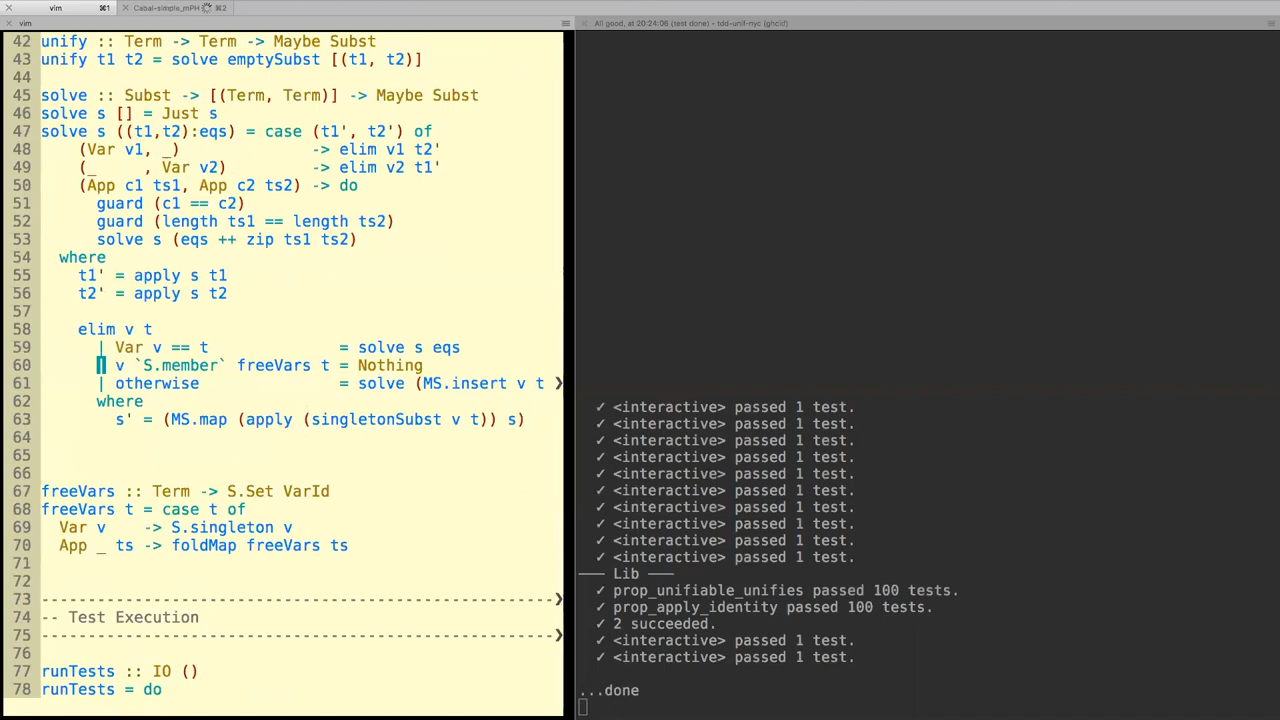 vim ⌘1 Cabal-simple_mPH ⌘2
vim
All good, at 20:24:06 (test done) - tdd-unif-nyc (ghcid)
42 unify :: Term -> Term -> Maybe Subst
43 unify t1 t2 = solve emptySubst [(t1, t2)]
44
45 solve :: Subst -> [(Term, Term)] -> Maybe Subst
46 solve s [] = Just s
47 solve s ((t1,t2):eqs) = case (t1', t2') of
48     (Var v1, _)               -> elim v1 t2'
49     (_     , Var v2)          -> elim v2 t1'
50     (App c1 ts1, App c2 ts2) -> do
51       guard (c1 == c2)
52       guard (length ts1 == length ts2)
53       solve s (eqs ++ zip ts1 ts2)
54   where
55     t1' = apply s t1
56     t2' = apply s t2
57
58     elim v t
59       | Var v == t             = solve s eqs
60       | v `S.member` freeVars t = Nothing
61       | otherwise              = solve (MS.insert v t ❯
62       where
63         s' = (MS.map (apply (singletonSubst v t)) s)
64
65
66
67 freeVars :: Term -> S.Set VarId
68 freeVars t = case t of
69   Var v    -> S.singleton v
70   App _ ts -> foldMap freeVars ts
71
72
73 ---------------------------------------------------------❯
74 -- Test Execution
75 ---------------------------------------------------------❯
76
77 runTests :: IO ()
78 runTests = do
✓ <interactive> passed 1 test.
✓ <interactive> passed 1 test.
✓ <interactive> passed 1 test.
✓ <interactive> passed 1 test.
✓ <interactive> passed 1 test.
✓ <interactive> passed 1 test.
✓ <interactive> passed 1 test.
✓ <interactive> passed 1 test.
✓ <interactive> passed 1 test.
✓ <interactive> passed 1 test.
─── Lib ───
✓ prop_unifiable_unifies passed 100 tests.
✓ prop_apply_identity passed 100 tests.
✓ 2 succeeded.
✓ <interactive> passed 1 test.
✓ <interactive> passed 1 test.
...done